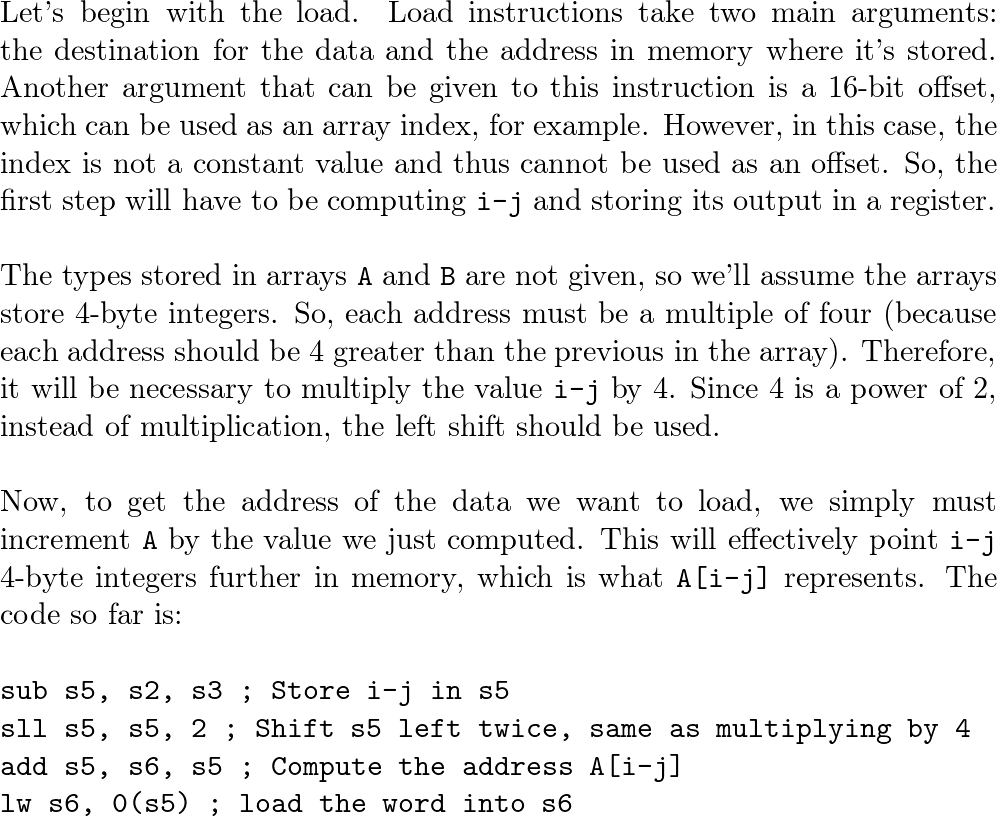 Let's begin with the load. Load instructions take two main arguments:
the destination for the data and the address in memory where it's stored.
Another argument that can be given to this instruction is a 16-bit offset,
which can be used as an array index, for example. However, in this case, the
index is not a constant value and thus cannot be used as an offset. So, the
first step will have to be computing i-j and storing its output in a register.
The types stored in arrays A and B are not given, so we'll assume the arrays
store 4-byte integers. So, each address must be a multiple of four (because
each address should be 4 greater than the previous in the array). Therefore,
it will be necessary to multiply the value i-j by 4. Since 4 is a power of 2,
instead of multiplication, the left shift should be used.
Now, to get the address of the data we want to load, we simply must
increment A by the value we just computed. This will effectively point i-j
4-byte integers further in memory, which is what A[i-j] represents. The
code so far is:
sub s5, s2, s3 ; Store i-j in s5
sll s5, s5, 2 ; Shift s5 left twice, same as multiplying by 4
add s5, s6, s5 ; Compute the address A[i-j]
lw s6, 0(s5) ; load the word into s6